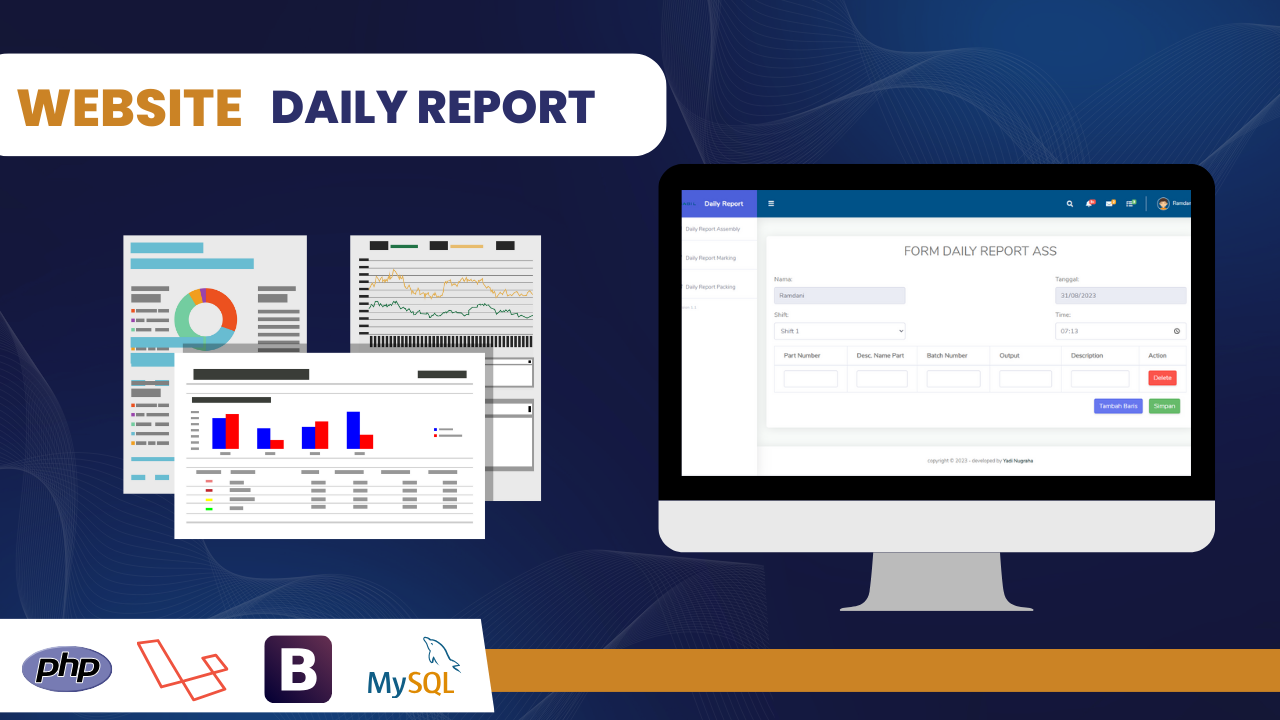 WEBSITE DAILY REPORT
Daily Report
Ramdan
Daily Report Assembly
Daily Report Marking
Daily Report Packing
FORM DAILY REPORT ASS
Name:
Tanggal:
Ramdani
31/08/2023
Shift:
Time:
Shift 1
07:13
Part Number
Desc. Name Part
Batch Number
Output
Description
Action
Delete
Tambah Baris
Simpan
copyright © 2022 - developed by Yadi Nugraha
php
B
MySQL